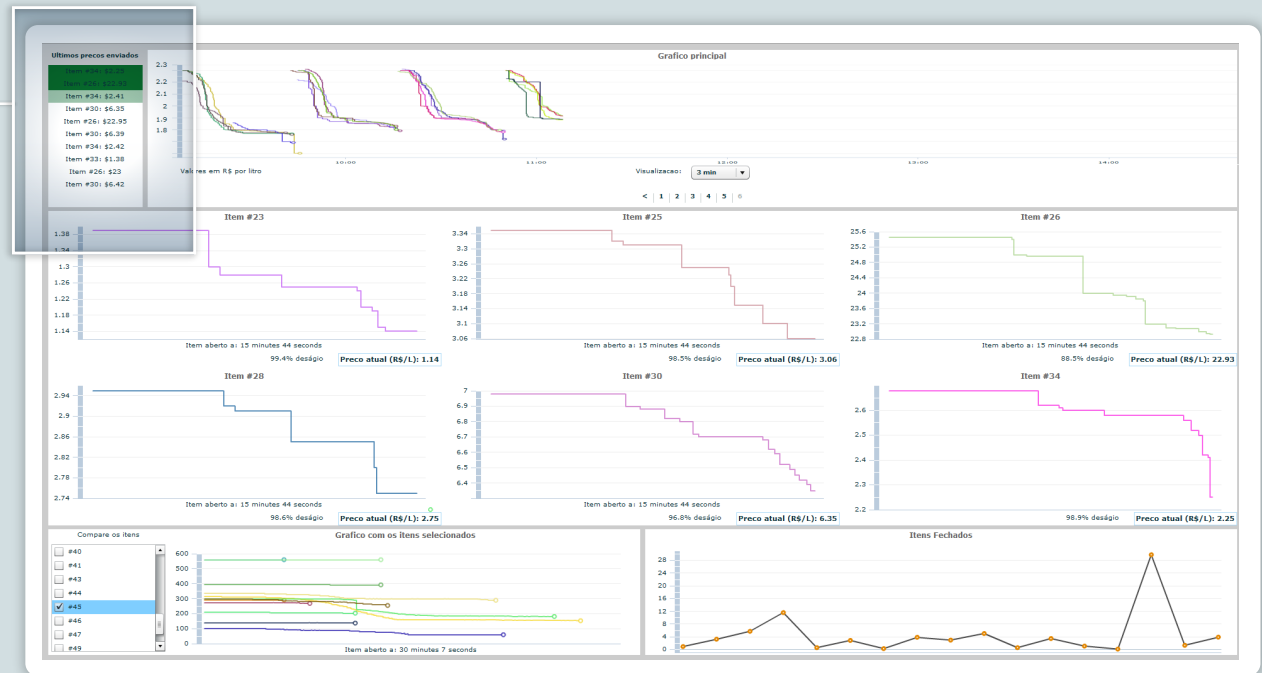 Ultimos precos enviados
Item #34: $2.25
Item #26: $22.93
Item #34: $2.41
Item #30: $6.35
Item #26: $22.95
Item #30: $6.39
Item #34: $2.42
Item #33: $1.38
Item #26: $23
Item #30: $6.42
Grafico principal
2.3
2.2
2.1
2
1.9
1.8
10:00
11:00
12:00
13:00
14:00
Valores em R$ por litro
Visualizacao:
3 min
< 1 2 3 4 5 6
Item #23
1.38
1.34
1.3
1.26
1.22
1.18
1.14
Item aberto a: 15 minutes 44 seconds
99.4% deságio
Preco atual (R$/L): 1.14
Item #25
3.34
3.3
3.26
3.22
3.18
3.14
3.1
3.06
Item aberto a: 15 minutes 44 seconds
98.5% deságio
Preco atual (R$/L): 3.06
Item #26
25.6
25.2
24.8
24.4
24
23.6
23.2
22.8
Item aberto a: 15 minutes 44 seconds
88.5% deságio
Preco atual (R$/L): 22.93
Item #28
2.94
2.9
2.86
2.82
2.78
2.74
Item aberto a: 15 minutes 44 seconds
98.6% deságio
Preco atual (R$/L): 2.75
Item #30
7
6.9
6.8
6.7
6.6
6.5
6.4
Item aberto a: 15 minutes 44 seconds
96.8% deságio
Preco atual (R$/L): 6.35
Item #34
2.6
2.5
2.4
2.3
2.2
Item aberto a: 15 minutes 44 seconds
98.9% deságio
Preco atual (R$/L): 2.25
Compare os itens
#40
#41
#43
#44
#45
#46
#47
#49
Grafico com os itens selecionados
600
500
400
300
200
100
0
Item aberto a: 30 minutes 7 seconds
Itens Fechados
28
24
20
16
12
8
4
0